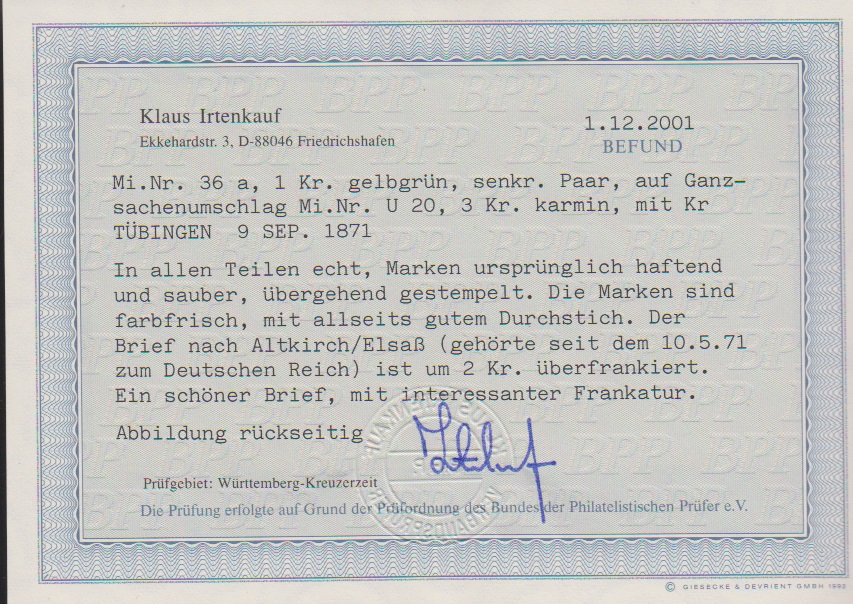 Klaus Irtenkauf
Ekkehardstr. 3, D-88046 Friedrichshafen
1.12.2001
BEFUND
Mi.Nr. 36 a, 1 Kr. gelbgrün, senkr. Paar, auf Ganz-
sachenumschlag Mi.Nr. U 20, 3 Kr. karmin, mit Kr
TÜBINGEN 9 SEP. 1871
In allen Teilen echt, Marken ursprünglich haftend
und sauber, übergehend gestempelt. Die Marken sind
farbfrisch, mit allseits gutem Durchstich. Der
Brief nach Altkirch/Elsaß (gehörte seit dem 10.5.71
zum Deutschen Reich) ist um 2 Kr. überfrankiert.
Ein schöner Brief, mit interessanter Frankatur.
Abbildung rückseitig
Prüfgebiet: Württemberg-Kreuzerzeit
Die Prüfung erfolgte auf Grund der Prüfordnung des Bundes der Philatelistischen Prüfer e.V.
© GIESECKE & DEVRIENT GMBH 1993